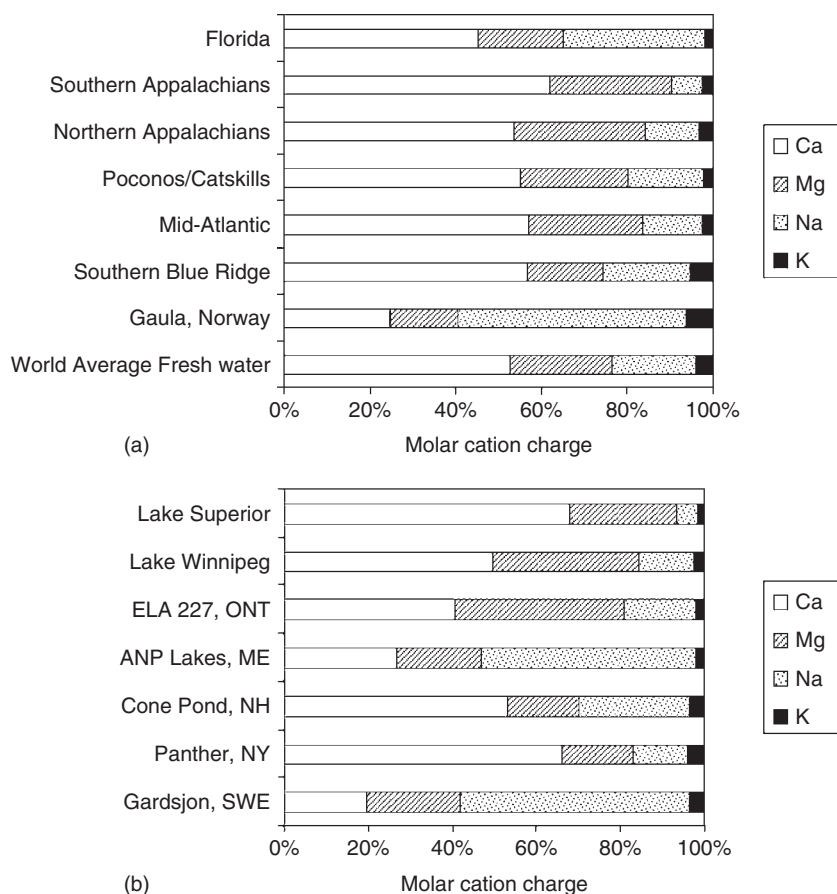 Florida
Southern Appalachians
Northern Appalachians
Poconos/Catskills
Mid-Atlantic
Southern Blue Ridge
Gaula, Norway
World Average Fresh water
0% 20% 40% 60% 80% 100%
(a) Molar cation charge
Ca
Mg
Na
K
Lake Superior
Lake Winnipeg
ELA 227, ONT
ANP Lakes, ME
Cone Pond, NH
Panther, NY
Gardsjon, SWE
0% 20% 40% 60% 80% 100%
(b) Molar cation charge
Ca
Mg
Na
K